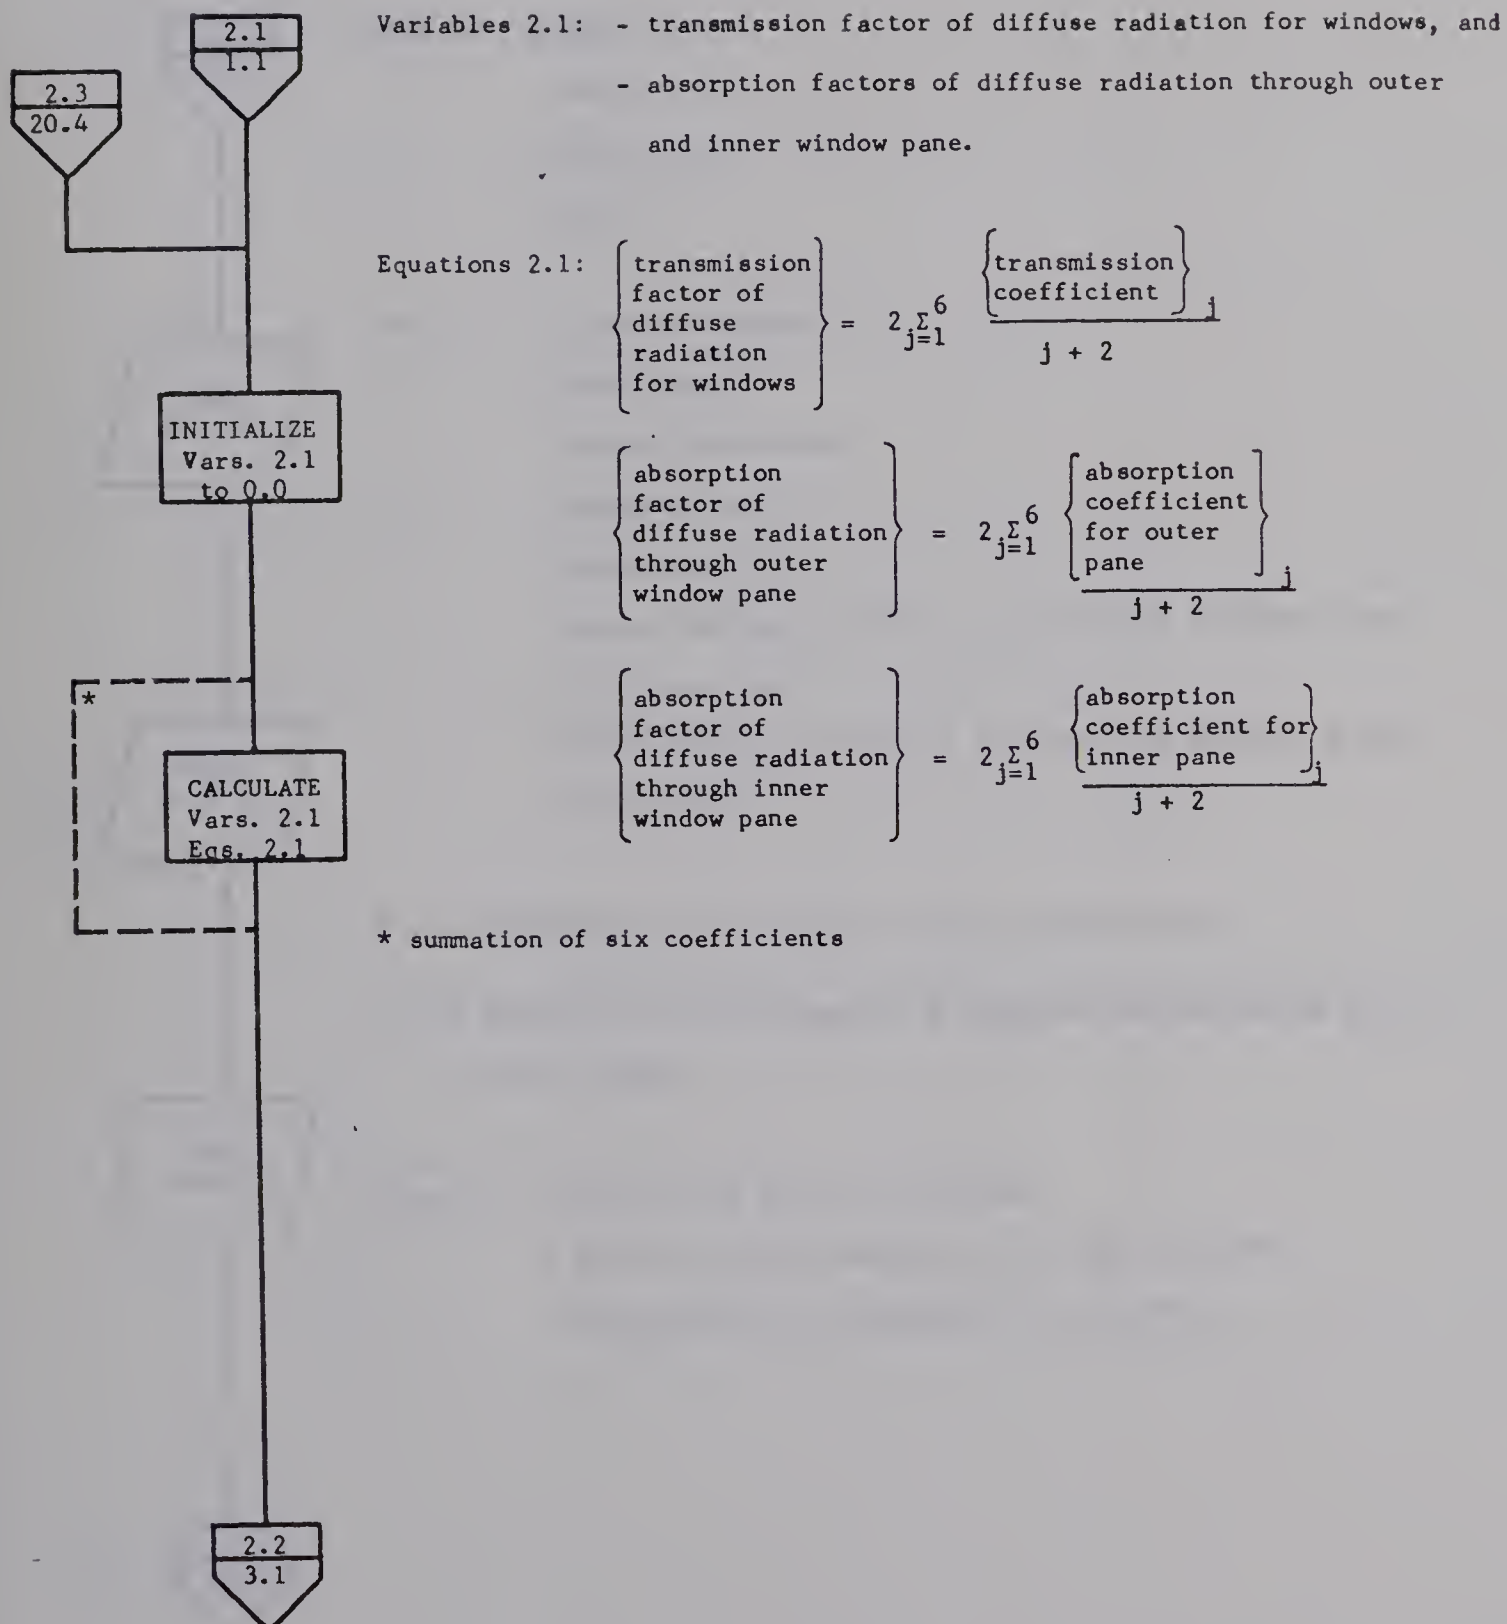 2.1
1.1
2.3
20.4
Variables 2.1: - transmission factor of diffuse radiation for windows, and
- absorption factors of diffuse radiation through outer
and inner window pane.
Equations 2.1:
transmission
factor of
diffuse
radiation
for windows
= 2 Σ j=1 6
transmission
coefficient
j
j + 2
INITIALIZE
Vars. 2.1
to 0.0
absorption
factor of
diffuse radiation
through outer
window pane
= 2 Σ j=1 6
absorption
coefficient
for outer
pane
j
j + 2
*
CALCULATE
Vars. 2.1
Eqs. 2.1
absorption
factor of
diffuse radiation
through inner
window pane
= 2 Σ j=1 6
absorption
coefficient for
inner pane
j
j + 2
* summation of six coefficients
2.2
3.1